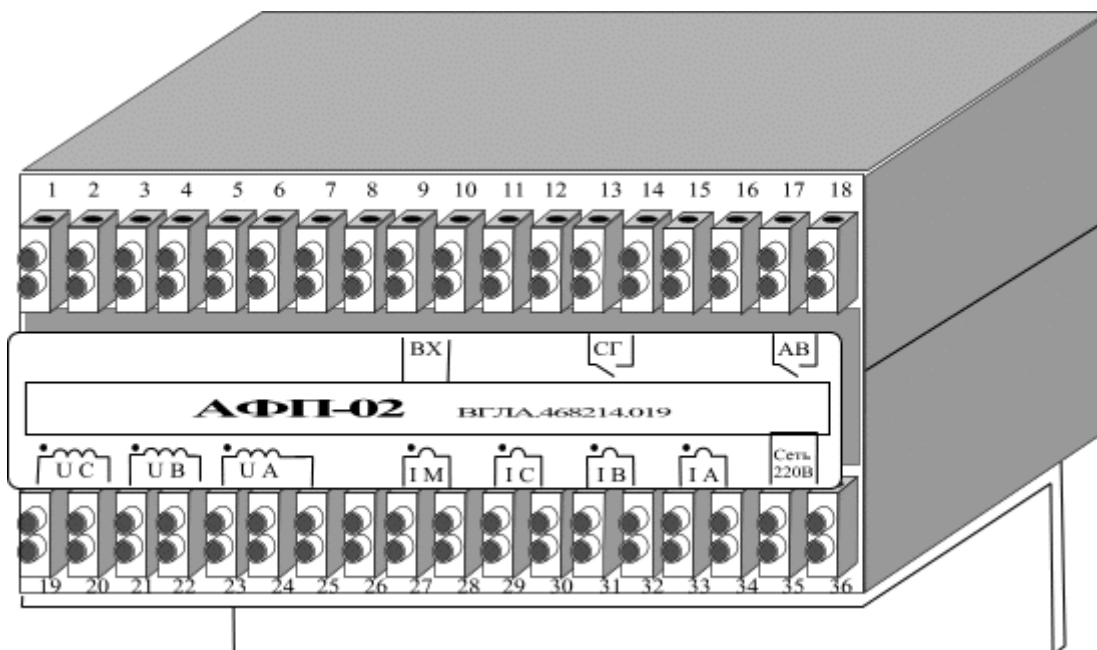 1 2 3 4 5 6 7 8 9 10 11 12 13 14 15 16 17 18
ВХ СГ АВ
АФП-02 ВГЛА.468214.019
U C U B U A I M I C I B I A Сеть
220В
19 20 21 22 23 24 25 26 27 28 29 30 31 32 33 34 35 36